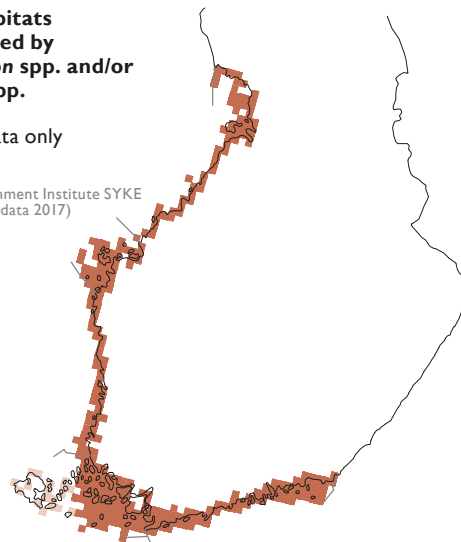 bitats
ed by
on spp. and/or
pp.
ta only
nment Institute SYKE
data 2017)